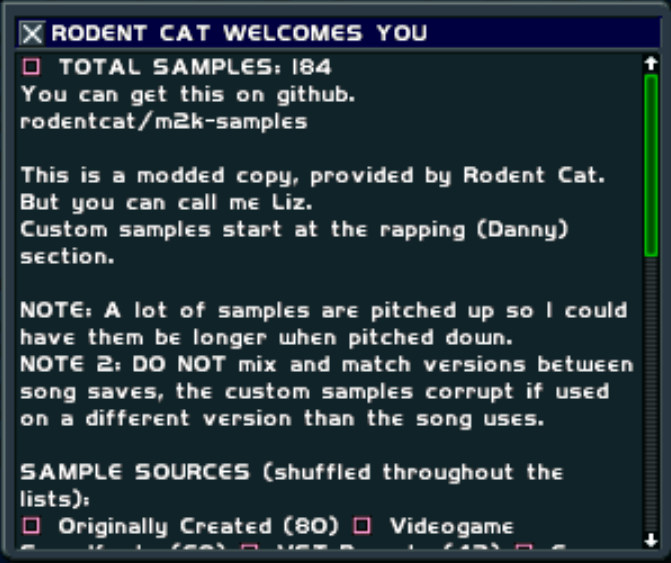 RODENT CAT WELCOMES YOU
TOTAL SAMPLES: 184
You can get this on github.
rodentcat/m2k-samples
This is a modded copy, provided by Rodent Cat.
But you can call me Liz.
Custom samples start at the rapping (Danny)
section.
NOTE: A lot of samples are pitched up so I could
have them be longer when pitched down.
NOTE 2: DO NOT mix and match versions between
song saves, the custom samples corrupt if used
on a different version than the song uses.
SAMPLE SOURCES (shuffled throughout the
lists):
Originally Created (80) Videogame